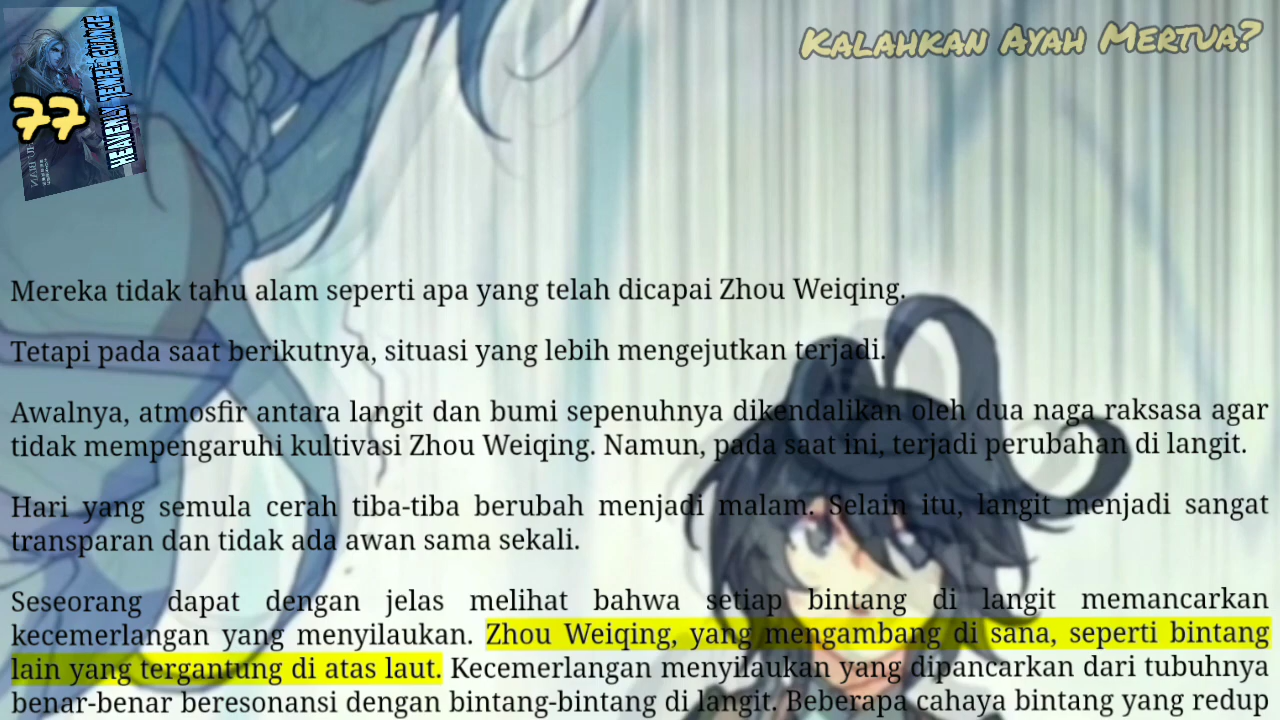 Kalahkan Ayah Mertua?
77
HEAVENLY JEWEL CHANGE
Mereka tidak tahu alam seperti apa yang telah dicapai Zhou Weiqing.
Tetapi pada saat berikutnya, situasi yang lebih mengejutkan terjadi.
Awalnya, atmosfir antara langit dan bumi sepenuhnya dikendalikan oleh dua naga raksasa agar
tidak mempengaruhi kultivasi Zhou Weiqing. Namun, pada saat ini, terjadi perubahan di langit.
Hari yang semula cerah tiba-tiba berubah menjadi malam. Selain itu, langit menjadi sangat
transparan dan tidak ada awan sama sekali.
Seseorang dapat dengan jelas melihat bahwa setiap bintang di langit memancarkan
kecemerlangan yang menyilaukan. Zhou Weiqing, yang mengambang di sana, seperti bintang
lain yang tergantung di atas laut. Kecemerlangan menyilaukan yang dipancarkan dari tubuhnya
benar-benar beresonansi dengan bintang-bintang di langit. Beberapa cahaya bintang yang redup